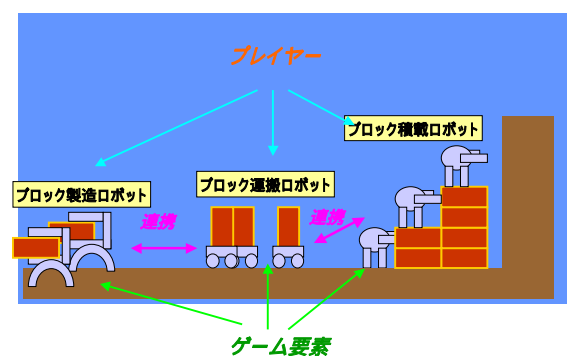 プレイヤー
ブロック積載ロボット
ブロック運搬ロボット
ブロック製造ロボット
連携
連携
ゲーム要素